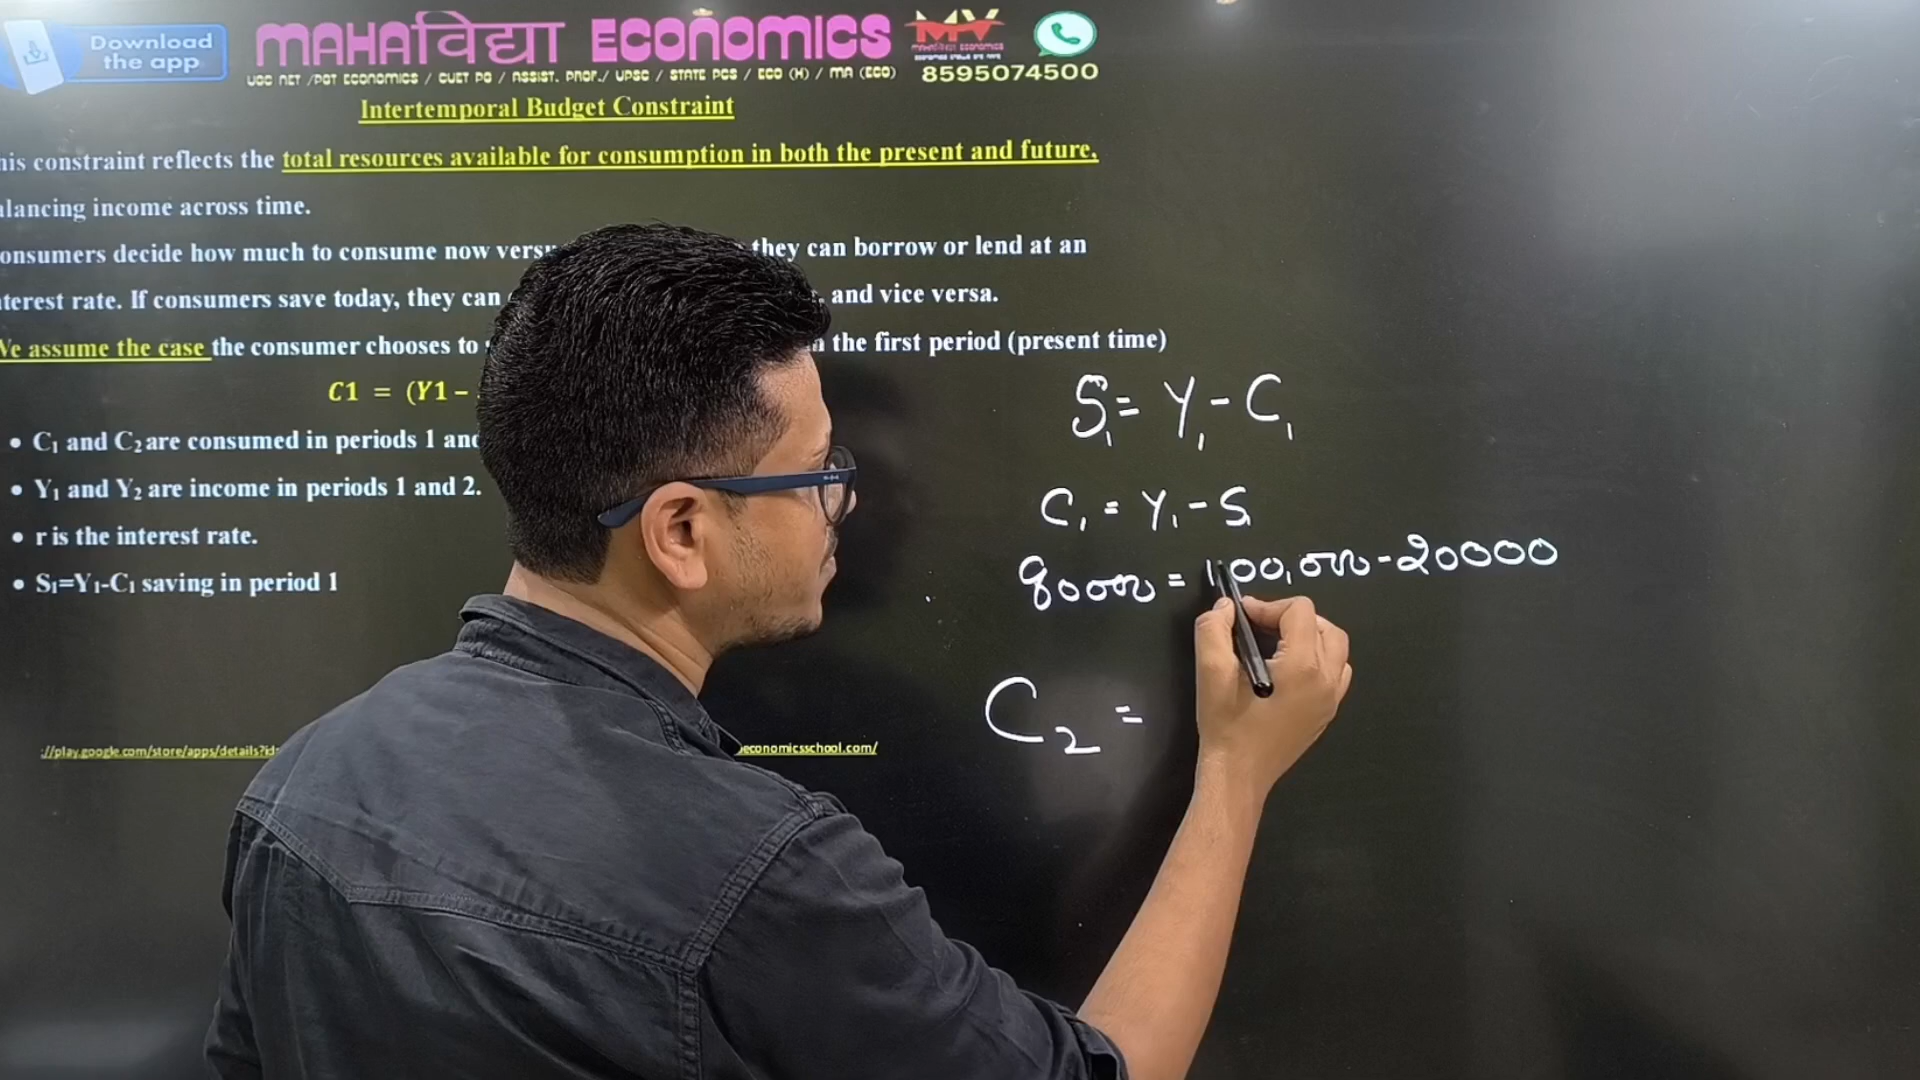 Download
the app
MAHAविद्या ECONOMICS
MV
8595074500
UGC NET /PGT ECONOMICS / CUET PG / ASSIST. PROF./ UPSC / STATE PCS / ECO (H) / MA (ECO)
Intertemporal Budget Constraint
his constraint reflects the total resources available for consumption in both the present and future,
alancing income across time.
onsumers decide how much to consume now they can borrow or lend at an
terest rate. If consumers save today, they can and vice versa.
We assume the case the consumer chooses to the first period (present time)
C1 = (Y1 -
• C₁ and C₂ are consumed in periods 1
• Y₁ and Y₂ are income in periods 1 and 2.
• r is the interest rate.
• S₁=Y₁-C₁ saving in period 1
S₁ = Y₁ - C₁
C₁ = Y₁ - S₁
80000 = 100,000 - 20000
C₂ =
://play.google.com/store/apps/details?id economicsschool.com/